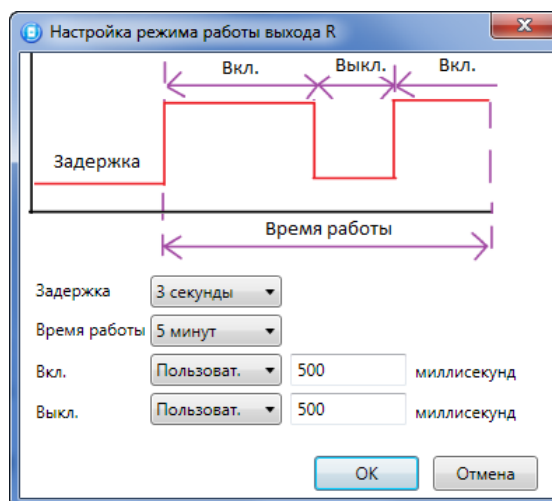 Настройка режима работы выхода R
Вкл. Выкл. Вкл.
Задержка
Время работы
Задержка 3 секунды
Время работы 5 минут
Вкл. Пользоват. 500 миллисекунд
Выкл. Пользоват. 500 миллисекунд
ОК Отмена